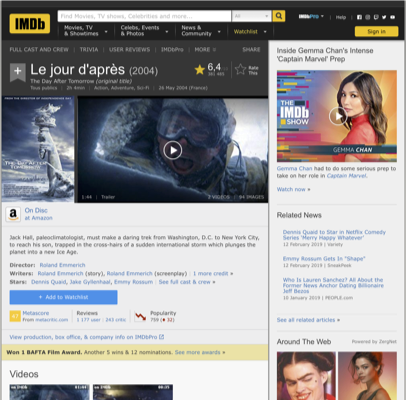 IMDb
Find Movies, TV shows, Celebrities and more...
All
Movies, TV
& Showtimes
Celebs, Events
& Photos
News &
Community
Watchlist
IMDbPro
Help
Sign in
FULL CAST AND CREW | TRIVIA | USER REVIEWS | IMDbPro | MORE
SHARE
Le jour d'après (2004)
The Day After Tomorrow (original title)
Tous publics | 2h 4min | Action, Adventure, Sci-Fi | 26 May 2004 (France)
6,4
Rate
This
1:44 | Trailer
2 VIDEOS | 94 IMAGES
On Disc
at Amazon
Jack Hall, paleoclimatologist, must make a daring trek from Washington, D.C. to New York City,
to reach his son, trapped in the cross-hairs of a sudden international storm which plunges the
planet into a new Ice Age.
Director: Roland Emmerich
Writers: Roland Emmerich (story), Roland Emmerich (screenplay) | 1 more credit »
Stars: Dennis Quaid, Jake Gyllenhaal, Emmy Rossum | See full cast & crew »
+ Add to Watchlist
47
Metascore
From metacritic.com
Reviews
1 177 user | 243 critic
Popularity
View production, box office, & company info on IMDbPro
Won 1 BAFTA Film Award. Another 5 wins & 12 nominations. See more awards »
Videos
Inside Gemma Chan's Intense
'Captain Marvel' Prep
THE
IMDb
SHOW
GEMMA CHAN
Gemma Chan had to do some serious prep to
take on her role in Captain Marvel.
Watch now »
Related News
Dennis Quaid to Star in Netflix Comedy
Series 'Merry Happy Whatever'
12 February 2019 | Variety
Emmy Rossum Gets In "Shape"
12 February 2019 | SneakPeek
Who Is Lauren Sanchez? All About the
Former News Anchor Dating Billionaire
Jeff Bezos
10 January 2019 | PEOPLE.com
See all related articles »
Around The Web
Powered by ZergNet